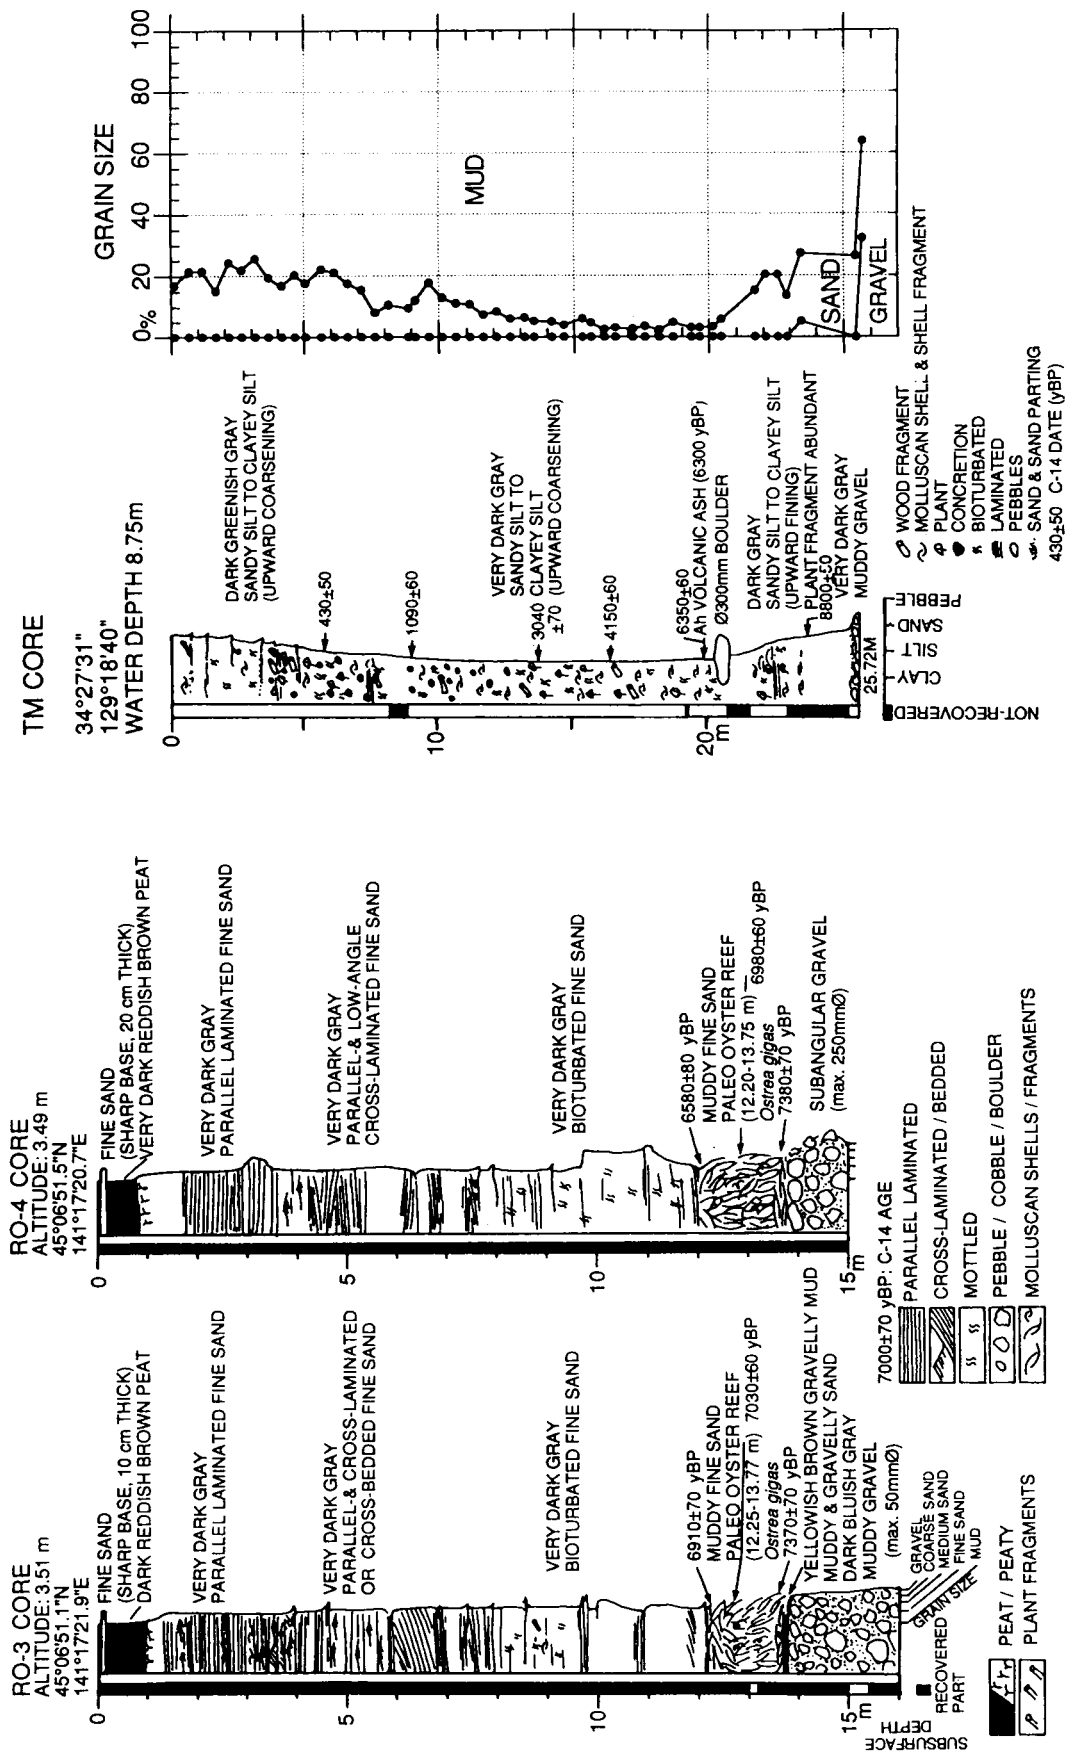 RO-3 CORE
ALTITUDE: 3.51 m
45°06'51.1"N
141°17'21.9"E
FINE SAND
(SHARP BASE, 10 cm THICK)
DARK REDDISH BROWN PEAT
VERY DARK GRAY
PARALLEL LAMINATED FINE SAND
VERY DARK GRAY
PARALLEL-& CROSS-LAMINATED
OR CROSS-BEDDED FINE SAND
VERY DARK GRAY
BIOTURBATED FINE SAND
6910±70 yBP
MUDDY FINE SAND
PALEO OYSTER REEF
(12.25-13.77 m) 7030±60 yBP
Ostrea gigas
7370±70 yBP
YELLOWISH BROWN GRAVELLY MUD
MUDDY & GRAVELLY SAND
DARK BLUISH GRAY
MUDDY GRAVEL
(max. 50mmØ)
0
5
10
15
m
SUBSURFACE
DEPTH
RECOVERED
PART
GRAVEL
COARSE SAND
MEDIUM SAND
FINE SAND
MUD
GRAIN SIZE
PEAT / PEATY
PLANT FRAGMENTS
RO-4 CORE
ALTITUDE: 3.49 m
45°06'51.5"N
141°17'20.7"E
FINE SAND
(SHARP BASE, 20 cm THICK)
VERY DARK REDDISH BROWN PEAT
VERY DARK GRAY
PARALLEL LAMINATED FINE SAND
VERY DARK GRAY
PARALLEL-& LOW-ANGLE
CROSS-LAMINATED FINE SAND
VERY DARK GRAY
BIOTURBATED FINE SAND
6580±80 yBP
MUDDY FINE SAND
PALEO OYSTER REEF
(12.20-13.75 m) 6980±60 yBP
Ostrea gigas
7380±70 yBP
SUBANGULAR GRAVEL
(max. 250mmØ)
0
5
10
15
m
7000±70 yBP: C-14 AGE
PARALLEL LAMINATED
CROSS-LAMINATED / BEDDED
MOTTLED
PEBBLE / COBBLE / BOULDER
MOLLUSCAN SHELLS / FRAGMENTS
TM CORE
34°27'31"
129°18'40"
WATER DEPTH 8.75m
DARK GREENISH GRAY
SANDY SILT TO CLAYEY SILT
(UPWARD COARSENING)
430±50
1090±60
VERY DARK GRAY
SANDY SILT TO
3040 CLAYEY SILT
±70 (UPWARD COARSENING)
4150±60
6350±60
Ah VOLCANIC ASH (6300 yBP)
Ø300mm BOULDER
DARK GRAY
SANDY SILT TO CLAYEY SILT
(UPWARD FINING)
PLANT FRAGMENT ABUNDANT
8800±50
VERY DARK GRAY
MUDDY GRAVEL
0
10
20
m
25.72M
NOT-RECOVERED
CLAY
SILT
SAND
PEBBLE
WOOD FRAGMENT
MOLLUSCAN SHELL & SHELL FRAGMENT
PLANT
CONCRETION
BIOTURBATED
LAMINATED
PEBBLES
SAND & SAND PARTING
430±50 C-14 DATE (yBP)
GRAIN SIZE
0%
20
40
60
80
100
MUD
SAND
GRAVEL